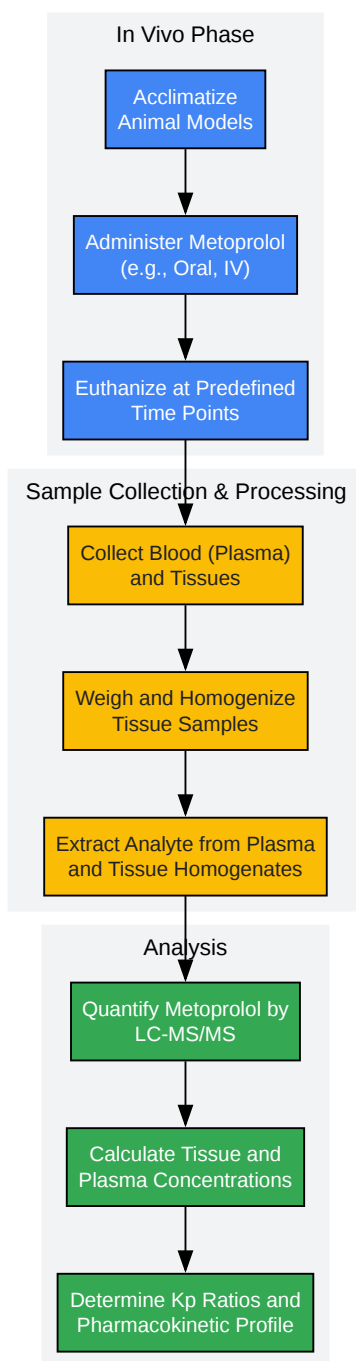 In Vivo Phase
Acclimatize
Animal Models
Administer Metoprolol
(e.g., Oral, IV)
Euthanize at Predefined
Time Points
Sample Collection & Processing
Collect Blood (Plasma)
and Tissues
Weigh and Homogenize
Tissue Samples
Extract Analyte from Plasma
and Tissue Homogenates
Analysis
Quantify Metoprolol by
LC-MS/MS
Calculate Tissue and
Plasma Concentrations
Determine Kp Ratios and
Pharmacokinetic Profile